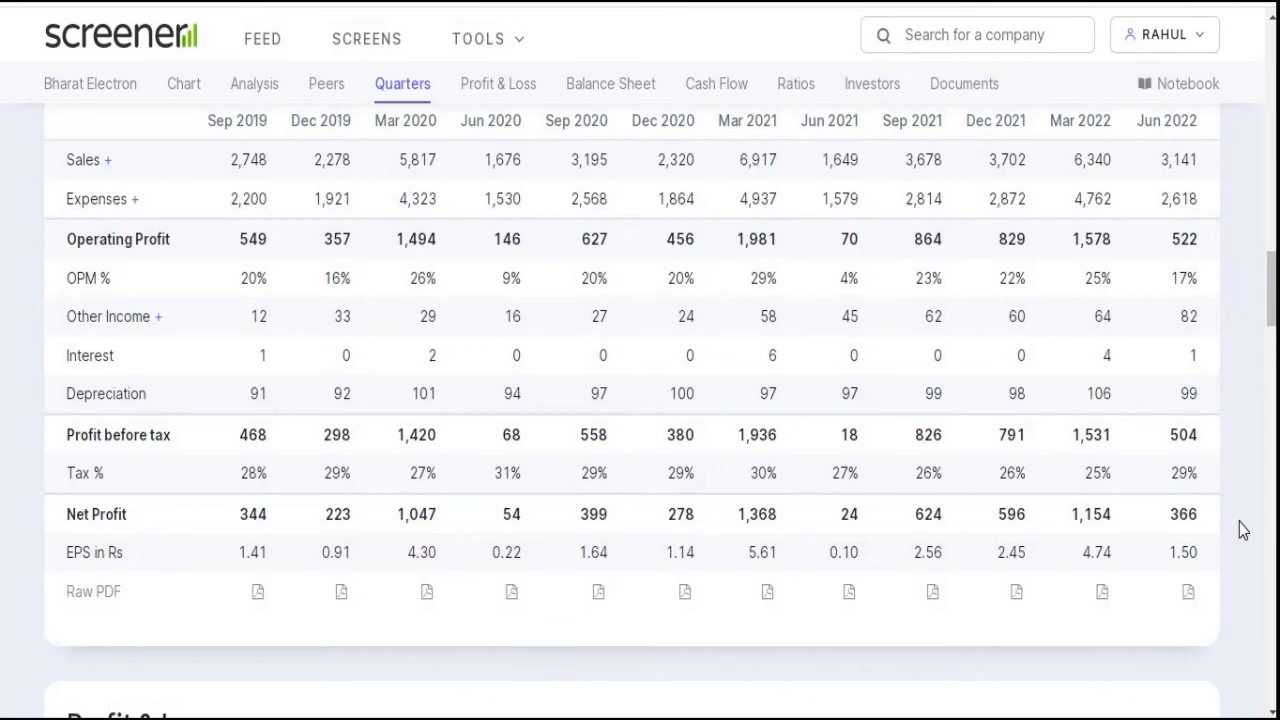 screener FEED SCREENS TOOLS Search for a company RAHUL
Bharat Electron Chart Analysis Peers Quarters Profit & Loss Balance Sheet Cash Flow Ratios Investors Documents Notebook
Sep 2019 Dec 2019 Mar 2020 Jun 2020 Sep 2020 Dec 2020 Mar 2021 Jun 2021 Sep 2021 Dec 2021 Mar 2022 Jun 2022
Sales + 2,748 2,278 5,817 1,676 3,195 2,320 6,917 1,649 3,678 3,702 6,340 3,141
Expenses + 2,200 1,921 4,323 1,530 2,568 1,864 4,937 1,579 2,814 2,872 4,762 2,618
Operating Profit 549 357 1,494 146 627 456 1,981 70 864 829 1,578 522
OPM % 20% 16% 26% 9% 20% 20% 29% 4% 23% 22% 25% 17%
Other Income + 12 33 29 16 27 24 58 45 62 60 64 82
Interest 1 0 2 0 0 0 6 0 0 0 4 1
Depreciation 91 92 101 94 97 100 97 97 99 98 106 99
Profit before tax 468 298 1,420 68 558 380 1,936 18 826 791 1,531 504
Tax % 28% 29% 27% 31% 29% 29% 30% 27% 26% 26% 25% 29%
Net Profit 344 223 1,047 54 399 278 1,368 24 624 596 1,154 366
EPS in Rs 1.41 0.91 4.30 0.22 1.64 1.14 5.61 0.10 2.56 2.45 4.74 1.50
Raw PDF